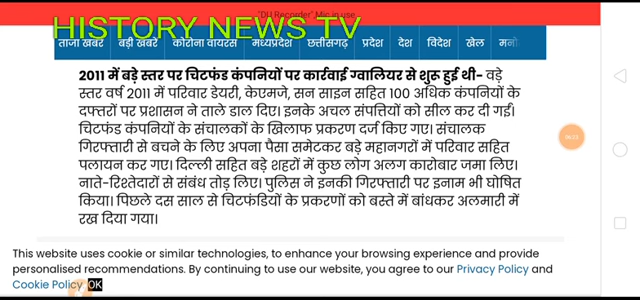 "DU Recorder" Mic in use
HISTORY NEWS TV
ताजा खबरें बड़ी खबरें कोरोना वायरस मध्यप्रदेश छत्तीसगढ़ प्रदेश देश विदेश खेल मनो
2011 में बड़े स्तर पर चिटफंड कंपनियों पर कार्रवाई ग्वालियर से शुरू हुई थी- वड़े
स्तर वर्ष 2011 में परिवार डेयरी, केएमजे, सन साइन सहित 100 अधिक कंपनियों के
दफ्तरों पर प्रशासन ने ताले डाल दिए। इनके अचल संपत्तियों को सील कर दी गईं।
चिटफंड कंपनियों के संचालकों के खिलाफ प्रकरण दर्ज किए गए। संचालक
गिरफ्तारी से बचने के लिए अपना पैसा समेटकर बड़े महानगरों में परिवार सहित
पलायन कर गए। दिल्ली सहित बड़े शहरों में कुछ लोग अलग कारोबार जमा लिए।
नाते-रिश्तेदारों से संबंध तोड़ लिए। पुलिस ने इनकी गिरफ्तारी पर इनाम भी घोषित
किया। पिछले दस साल से चिटफंडियों के प्रकरणों को बस्ते में बांधकर अलमारी में
रख दिया गया।
This website uses cookie or similar technologies, to enhance your browsing experience and provide
personalised recommendations. By continuing to use our website, you agree to our Privacy Policy and
Cookie Policy. OK